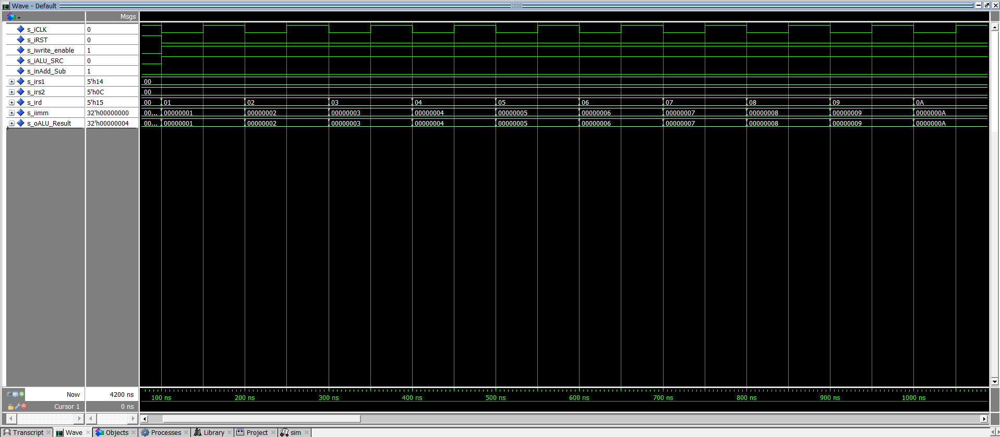 Wave - Default
Msgs
s_iCLK 0
s_iRST 0
s_iwrite_enable 1
s_iALU_SRC 0
s_inAdd_Sub 1
s_irs1 5'h14 00
s_irs2 5'h0C 00
s_ird 5'h15 00 01 02 03 04 05 06 07 08 09 0A
s_iimm 32'h00000000 00... 00000001 00000002 00000003 00000004 00000005 00000006 00000007 00000008 00000009 0000000A
s_oALU_Result 32'h00000004 00... 00000001 00000002 00000003 00000004 00000005 00000006 00000007 00000008 00000009 0000000A
Now 4200 ns
100 ns 200 ns 300 ns 400 ns 500 ns 600 ns 700 ns 800 ns 900 ns 1000 ns
Cursor 1 0 ns
Transcript Wave Objects Processes Library Project sim